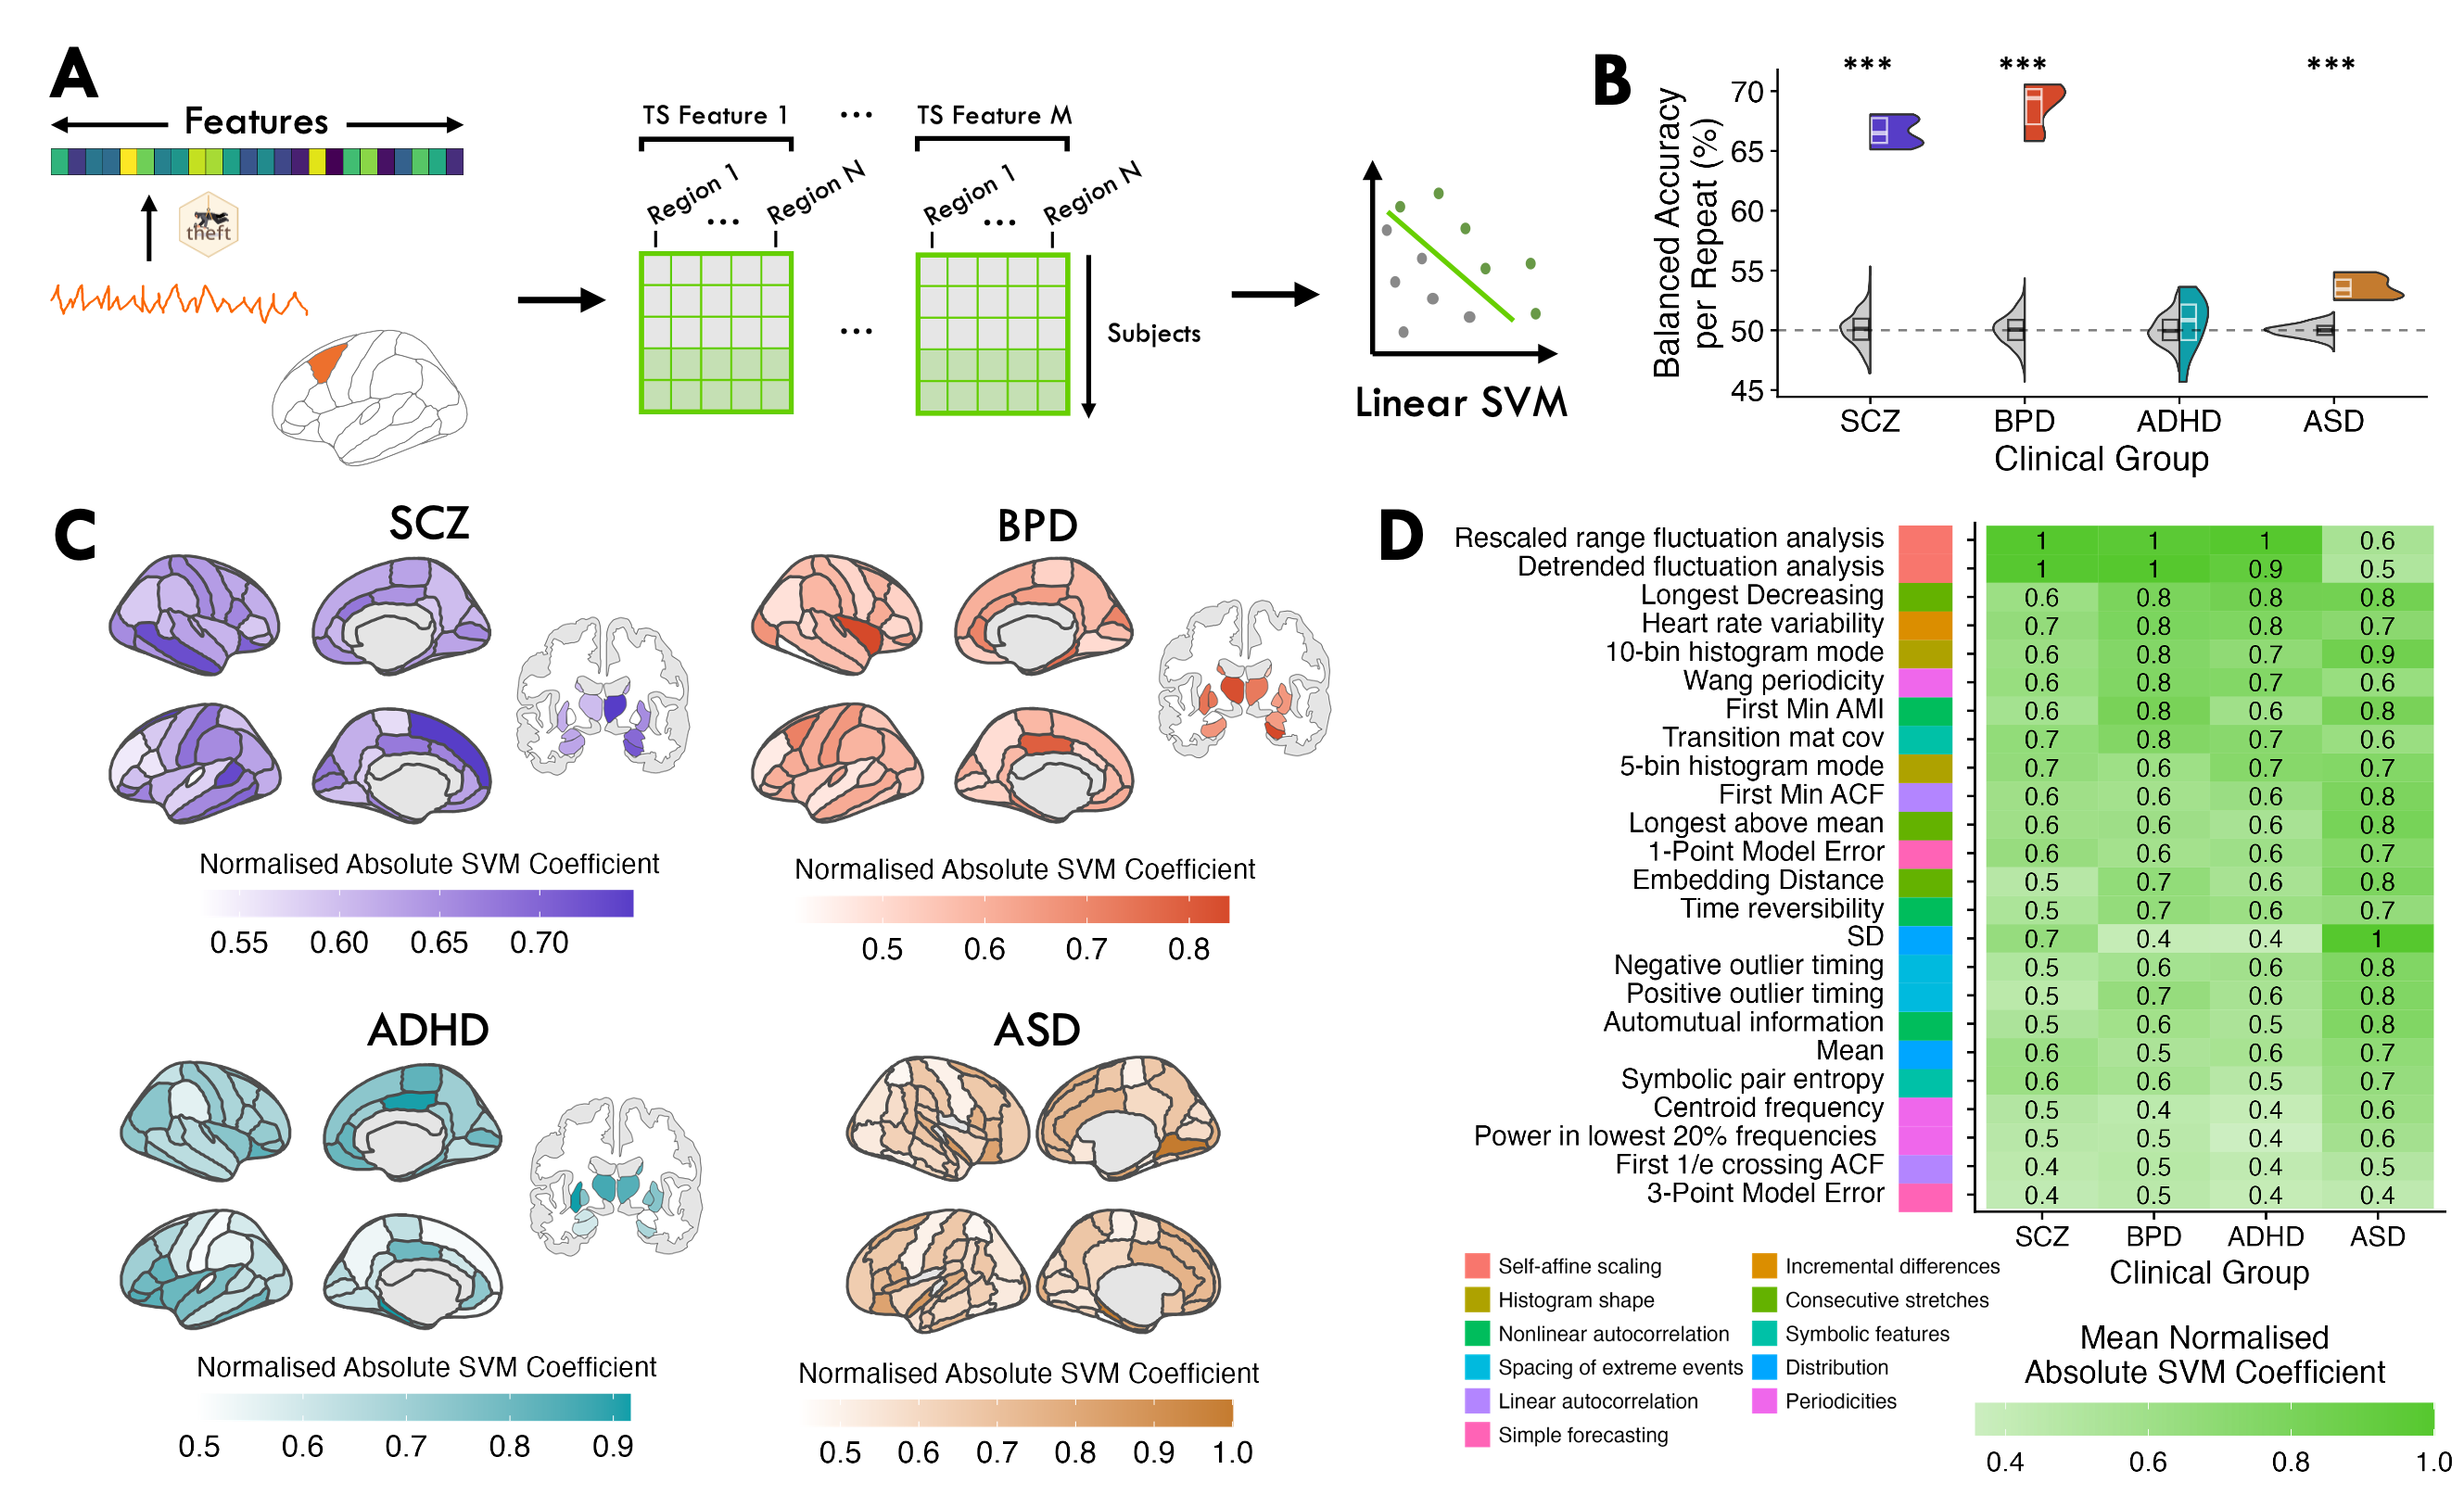 A
Features
theft
TS Feature 1 ... TS Feature M
Region 1 ... Region N
Region 1 ... Region N
...
Subjects
Linear SVM
B
*** *** ***
Balanced Accuracy
per Repeat (%)
70
65
60
55
50
45
SCZ BPD ADHD ASD
Clinical Group
C
SCZ
Normalised Absolute SVM Coefficient
0.55 0.60 0.65 0.70
BPD
Normalised Absolute SVM Coefficient
0.5 0.6 0.7 0.8
ADHD
Normalised Absolute SVM Coefficient
0.5 0.6 0.7 0.8 0.9
ASD
Normalised Absolute SVM Coefficient
0.5 0.6 0.7 0.8 0.9 1.0
D
Rescaled range fluctuation analysis 1 1 1 0.6
Detrended fluctuation analysis 1 1 0.9 0.5
Longest Decreasing 0.6 0.8 0.8 0.8
Heart rate variability 0.7 0.8 0.8 0.7
10-bin histogram mode 0.6 0.8 0.7 0.9
Wang periodicity 0.6 0.8 0.7 0.6
First Min AMI 0.6 0.8 0.6 0.8
Transition mat cov 0.7 0.8 0.7 0.6
5-bin histogram mode 0.7 0.6 0.7 0.7
First Min ACF 0.6 0.6 0.6 0.8
Longest above mean 0.6 0.6 0.6 0.8
1-Point Model Error 0.6 0.6 0.6 0.7
Embedding Distance 0.5 0.7 0.6 0.8
Time reversibility 0.5 0.7 0.6 0.7
SD 0.7 0.4 0.4 1
Negative outlier timing 0.5 0.6 0.6 0.8
Positive outlier timing 0.5 0.7 0.6 0.8
Automutual information 0.5 0.6 0.5 0.8
Mean 0.6 0.5 0.6 0.7
Symbolic pair entropy 0.6 0.6 0.5 0.7
Centroid frequency 0.5 0.4 0.4 0.6
Power in lowest 20% frequencies 0.5 0.5 0.4 0.6
First 1/e crossing ACF 0.4 0.5 0.4 0.5
3-Point Model Error 0.4 0.5 0.4 0.4
SCZ BPD ADHD ASD
Clinical Group
Self-affine scaling
Histogram shape
Nonlinear autocorrelation
Spacing of extreme events
Linear autocorrelation
Simple forecasting
Incremental differences
Consecutive stretches
Symbolic features
Distribution
Periodicities
Mean Normalised
Absolute SVM Coefficient
0.4 0.6 0.8 1.0